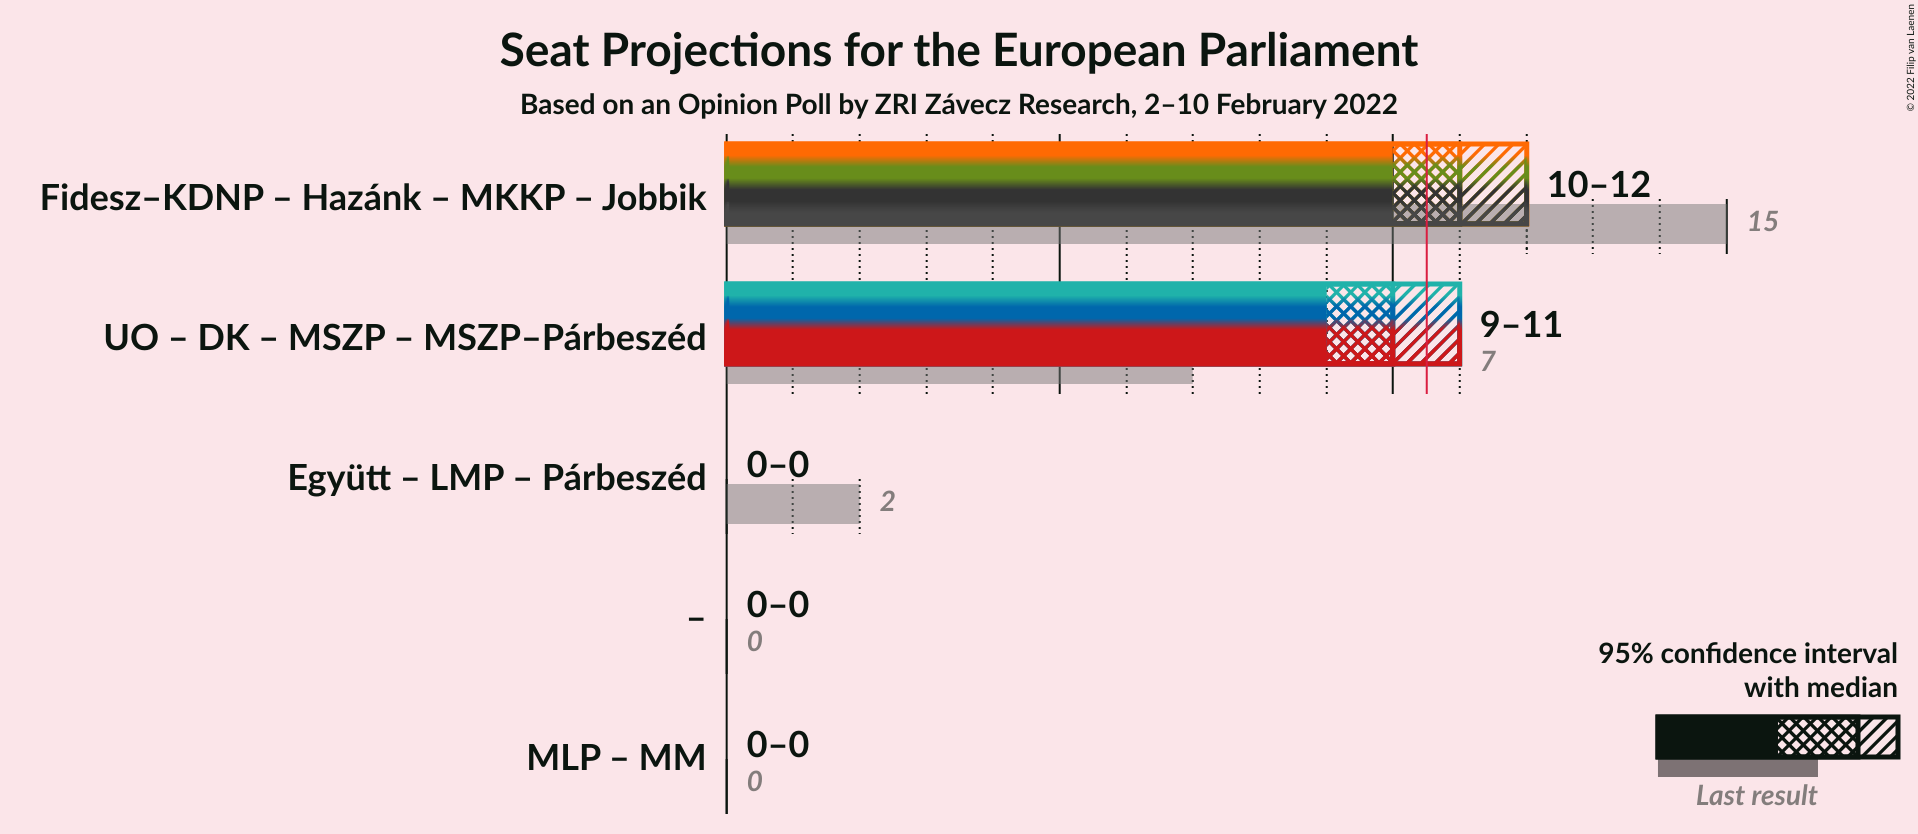 Seat Projections for the European Parliament
Based on an Opinion Poll by ZRI Závecz Research, 2–10 February 2022
© 2022 Filip van Laenen
Fidesz–KDNP – Hazánk – MKKP – Jobbik
10–12
15
UO – DK – MSZP – MSZP–Párbeszéd
9–11
7
Együtt – LMP – Párbeszéd
0–0
2
–
0–0
0
MLP – MM
0–0
0
95% confidence interval
with median
Last result